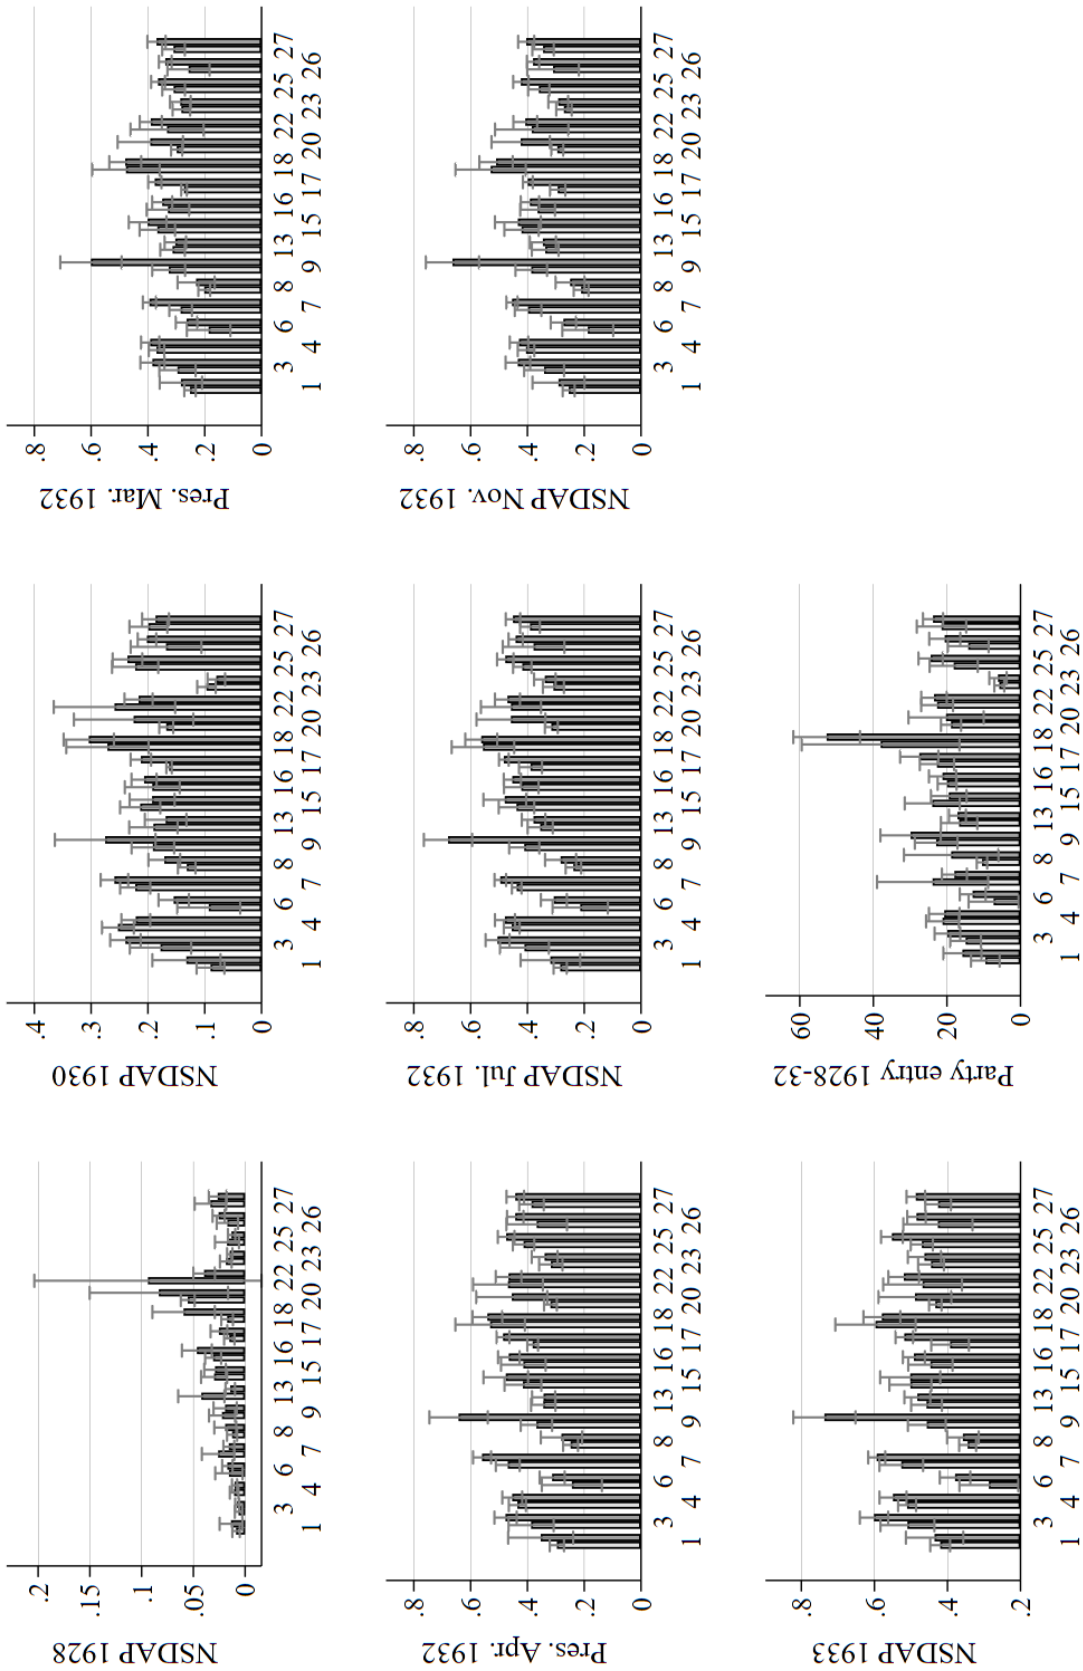 NSDAP 1928
.2
.15
.1
.05
0
1 3 4 6 7 8 9 13 15 16 17 18 20 22 23 25 26 27
NSDAP 1930
.4
.3
.2
.1
0
1 3 4 6 7 8 9 13 15 16 17 18 20 22 23 25 26 27
Pres. Mar. 1932
.8
.6
.4
.2
0
1 3 4 6 7 8 9 13 15 16 17 18 20 22 23 25 26 27
Pres. Apr. 1932
.8
.6
.4
.2
0
1 3 4 6 7 8 9 13 15 16 17 18 20 22 23 25 26 27
NSDAP Jul. 1932
.8
.6
.4
.2
0
1 3 4 6 7 8 9 13 15 16 17 18 20 22 23 25 26 27
NSDAP Nov. 1932
.8
.6
.4
.2
0
1 3 4 6 7 8 9 13 15 16 17 18 20 22 23 25 26 27
NSDAP 1933
.8
.6
.4
.2
1 3 4 6 7 8 9 13 15 16 17 18 20 22 23 25 26 27
Party entry 1928-32
60
40
20
0
1 3 4 6 7 8 9 13 15 16 17 18 20 22 23 25 26 27